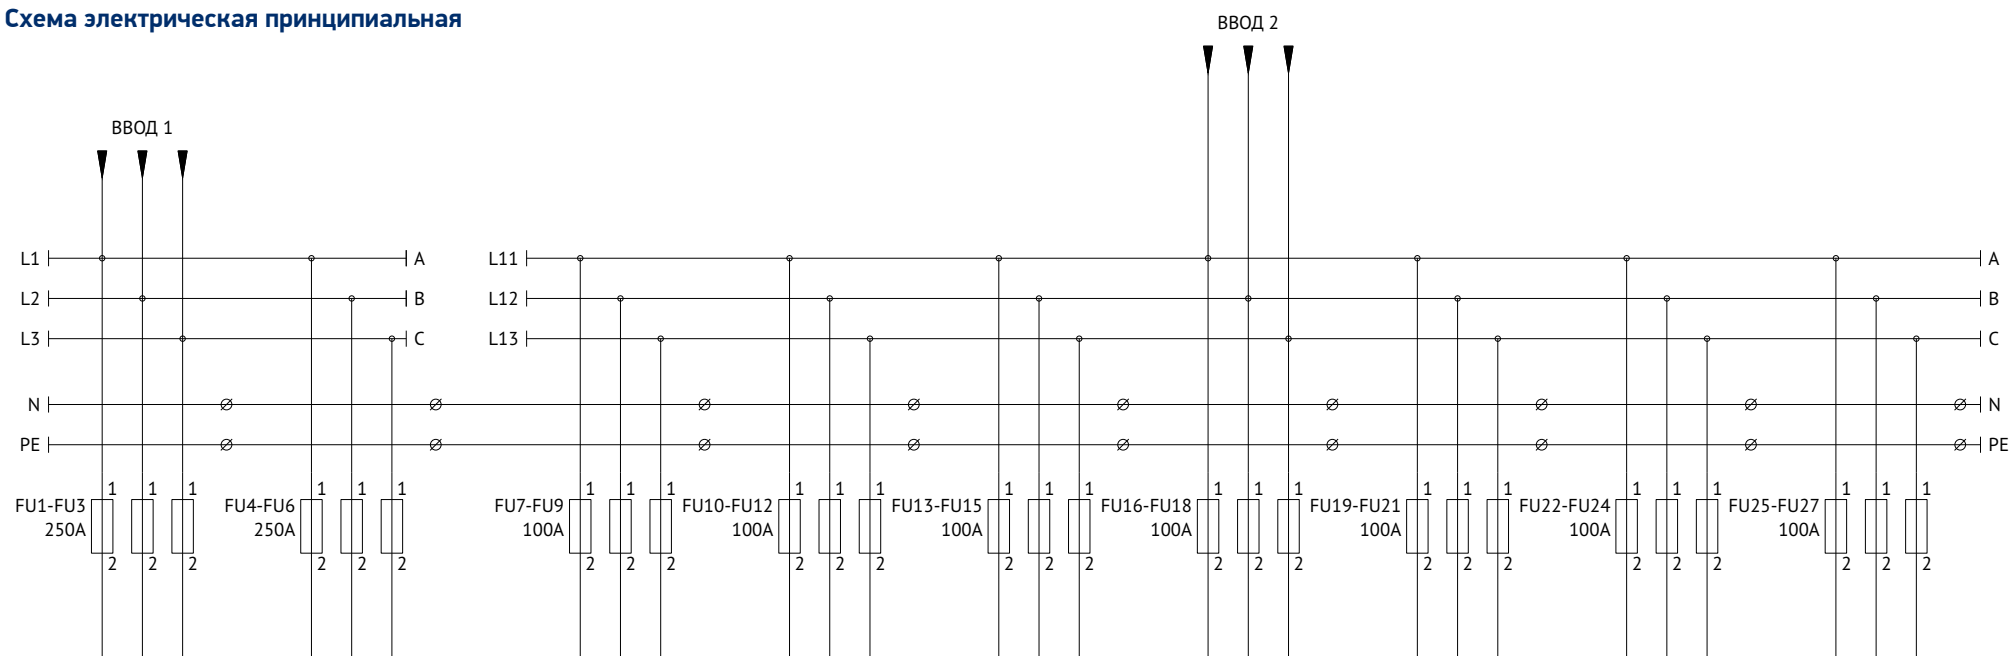 Схема электрическая принципиальная
ВВОД 2
ВВОД 1
L1 A L11 A
L2 B L12 B
L3 C L13 C
N N
PE PE
1 1 1 1 1 1 1 1 1 1 1 1 1 1 1 1 1 1 1 1 1 1 1 1 1 1 1
FU1-FU3 FU4-FU6 FU7-FU9 FU10-FU12 FU13-FU15 FU16-FU18 FU19-FU21 FU22-FU24 FU25-FU27
250A 250A 100A 100A 100A 100A 100A 100A 100A
2 2 2 2 2 2 2 2 2 2 2 2 2 2 2 2 2 2 2 2 2 2 2 2 2 2 2